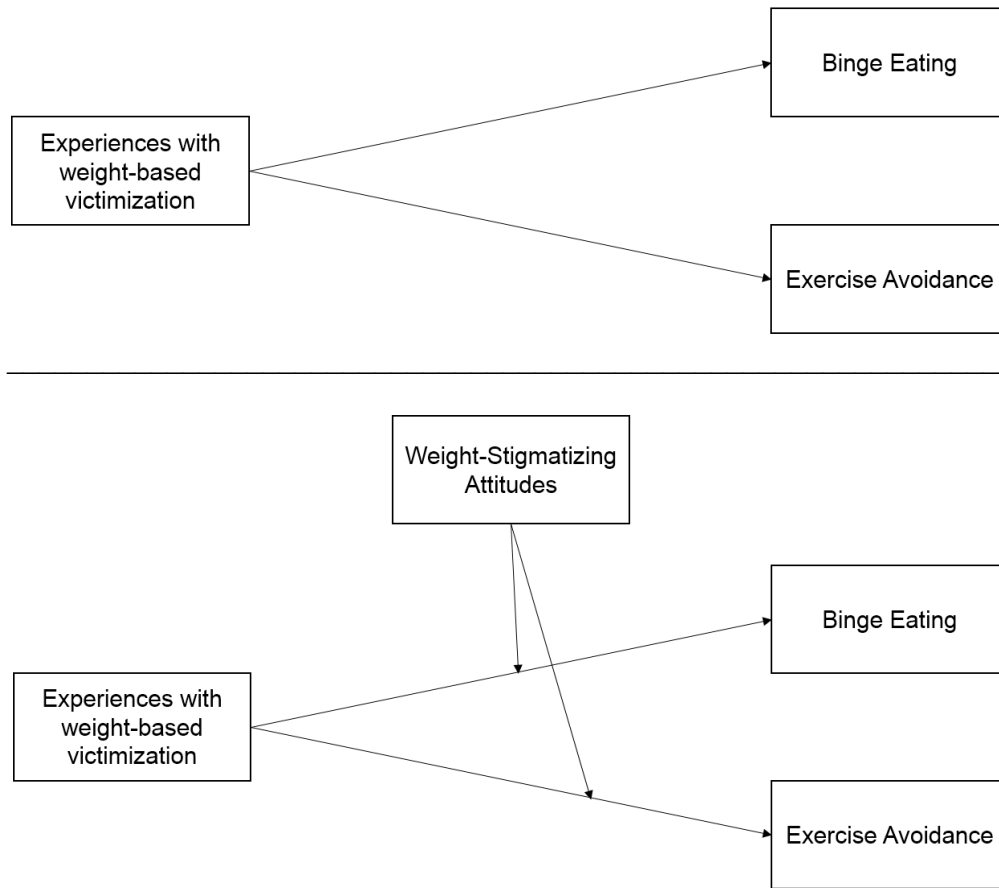 Binge Eating
Experiences with
weight-based
victimization
Exercise Avoidance
Weight-Stigmatizing
Attitudes
Binge Eating
Experiences with
weight-based
victimization
Exercise Avoidance